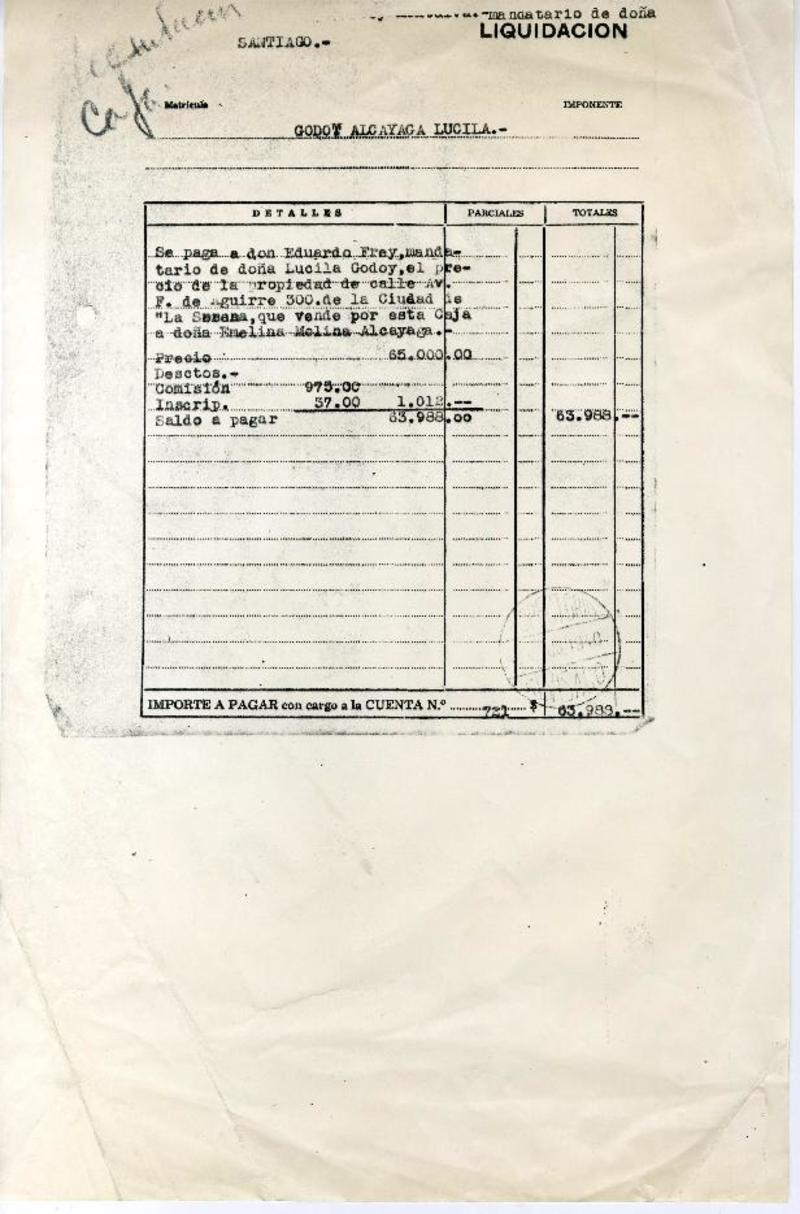 mandatario de doña
LIQUIDACION
SANTIAGO.-
Caja
Matrícula
IMPONENTE
GODOY ALCAYAGA LUCILA.-
DETALLES PARCIALES TOTALES
Se paga a don Eduardo Frey,manda-
tario de doña Lucila Godoy,el pre-
cio de la propiedad de calle Av.
F. de Aguirre 300.de la Ciudad de
"La Serena,que vende por esta Caja
a doña Emelina Molina Alcayaga.-
Precio 65.000.00
Desctos.-
Comisión 975.00
Inscrip. 37.00 1.012.--
Saldo a pagar 63.988.00 63.988.--
IMPORTE A PAGAR con cargo a la CUENTA N.º 721 $ 63.988.--